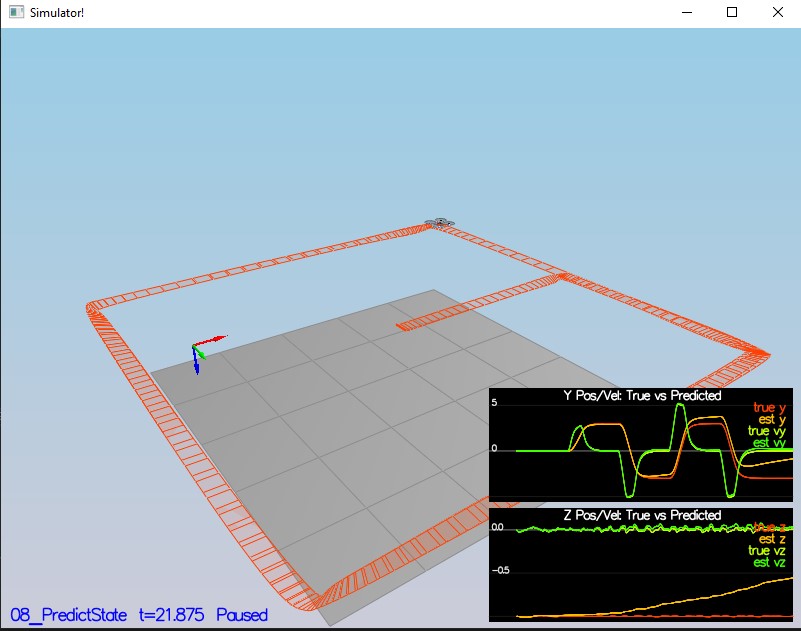 Simulator!
Y Pos/Vel: True vs Predicted
5
true y
est y
true vy
0
est vy
Z Pos/Vel: True vs Predicted
0.0
true z
est z
true vz
est vz
-0.5
08_PredictState t=21.875 Paused